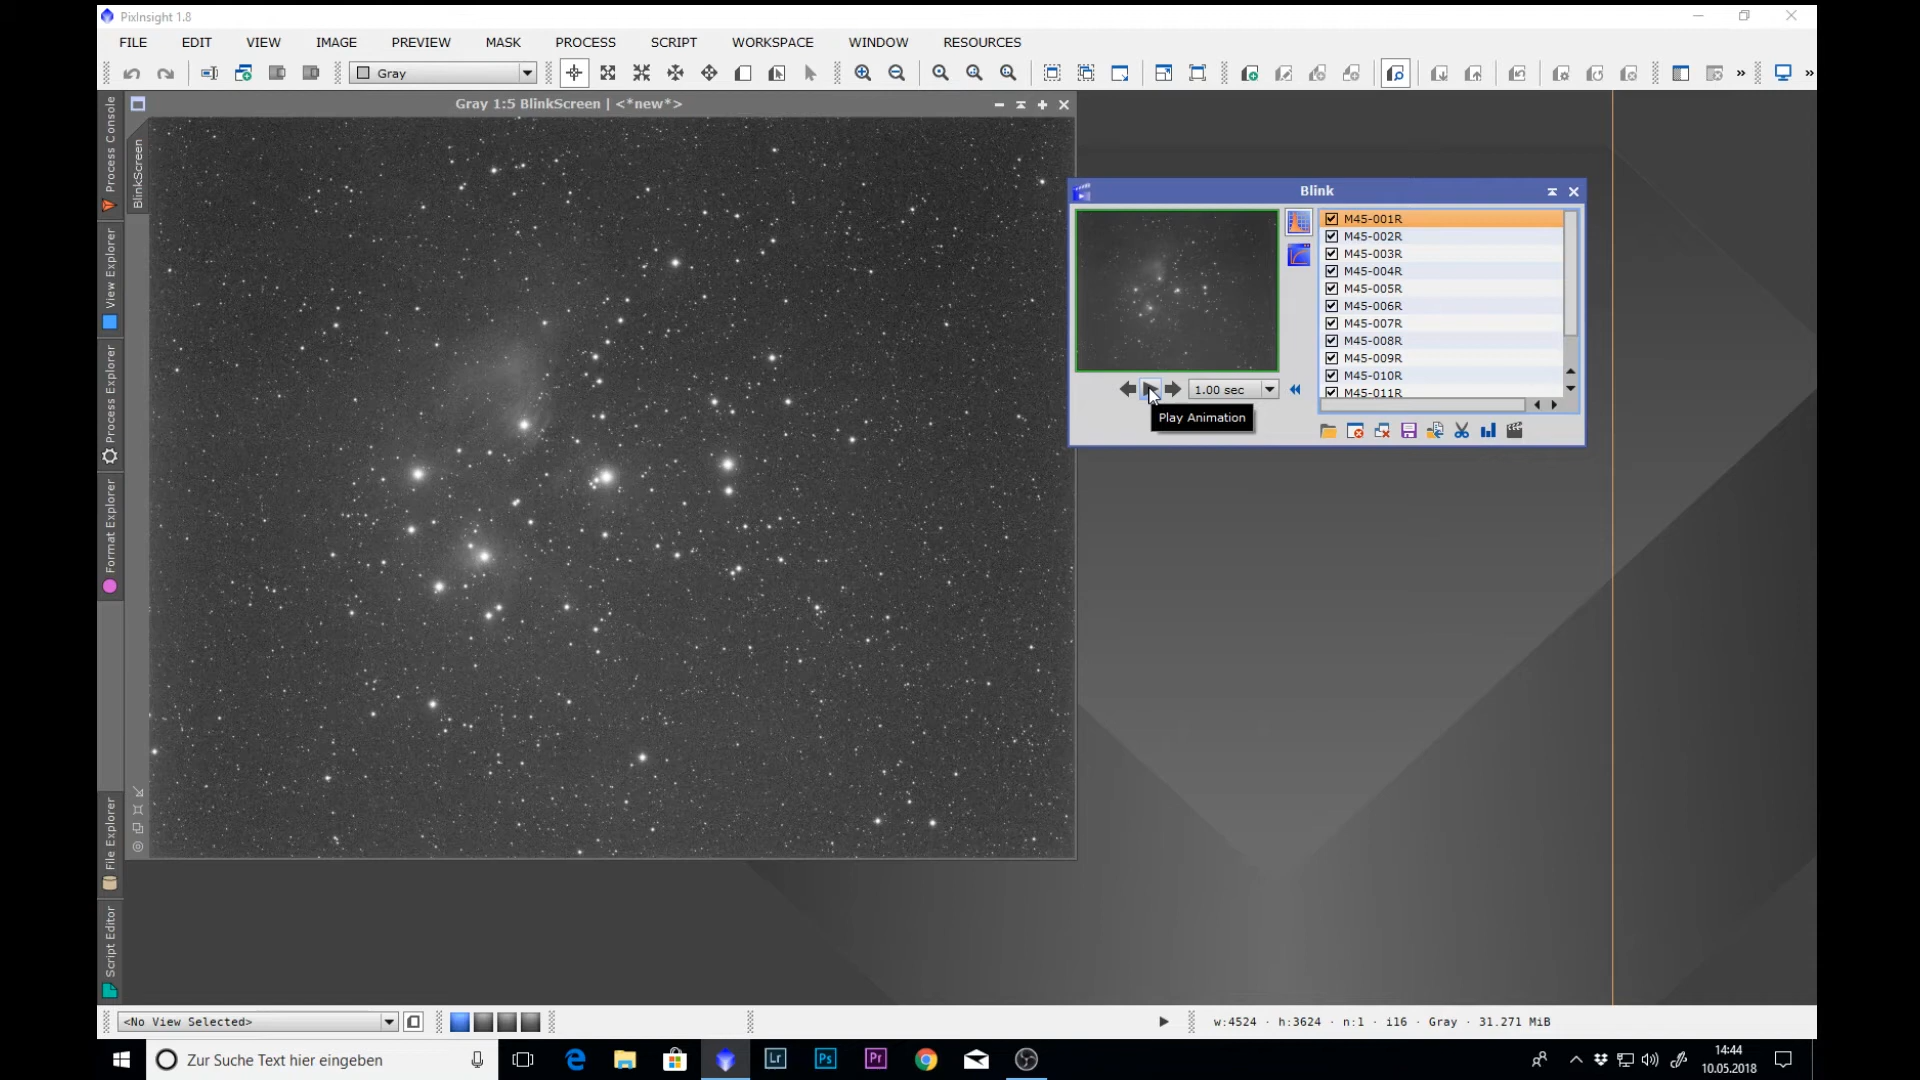 PixInsight 1.8
FILE EDIT VIEW IMAGE PREVIEW MASK PROCESS SCRIPT WORKSPACE WINDOW RESOURCES
Gray
» »
Gray 1:5 BlinkScreen | <*new*>
Process Console
View Explorer
Process Explorer
Format Explorer
File Explorer
Script Editor
BlinkScreen
Blink
M45-001R
M45-002R
M45-003R
M45-004R
M45-005R
M45-006R
M45-007R
M45-008R
M45-009R
M45-010R
M45-011R
1.00 sec
Play Animation
<No View Selected>
w:4524 · h:3624 · n:1 · i16 · Gray · 31.271 MiB
Zur Suche Text hier eingeben
Lr Ps Pr
14:44
10.05.2018